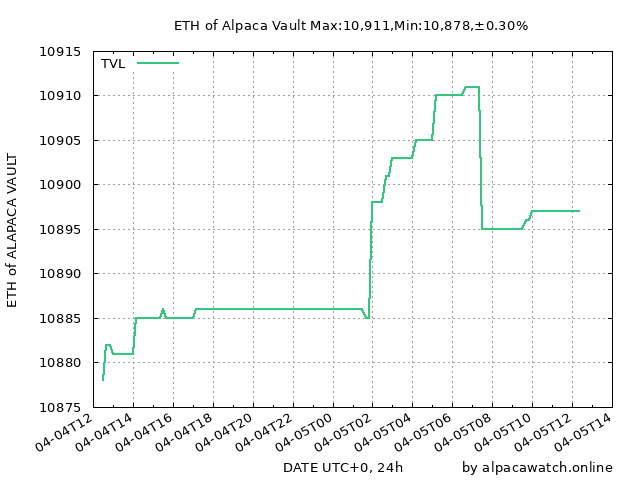 ETH of Alpaca Vault Max:10,911,Min:10,878,±0.30%
TVL
10915
10910
10905
10900
10895
10890
10885
10880
10875
ETH of ALAPACA VAULT
04-04T12
04-04T14
04-04T16
04-04T18
04-04T20
04-04T22
04-05T00
04-05T02
04-05T04
04-05T06
04-05T08
04-05T10
04-05T12
04-05T14
DATE UTC+0, 24h
by alpacawatch.online